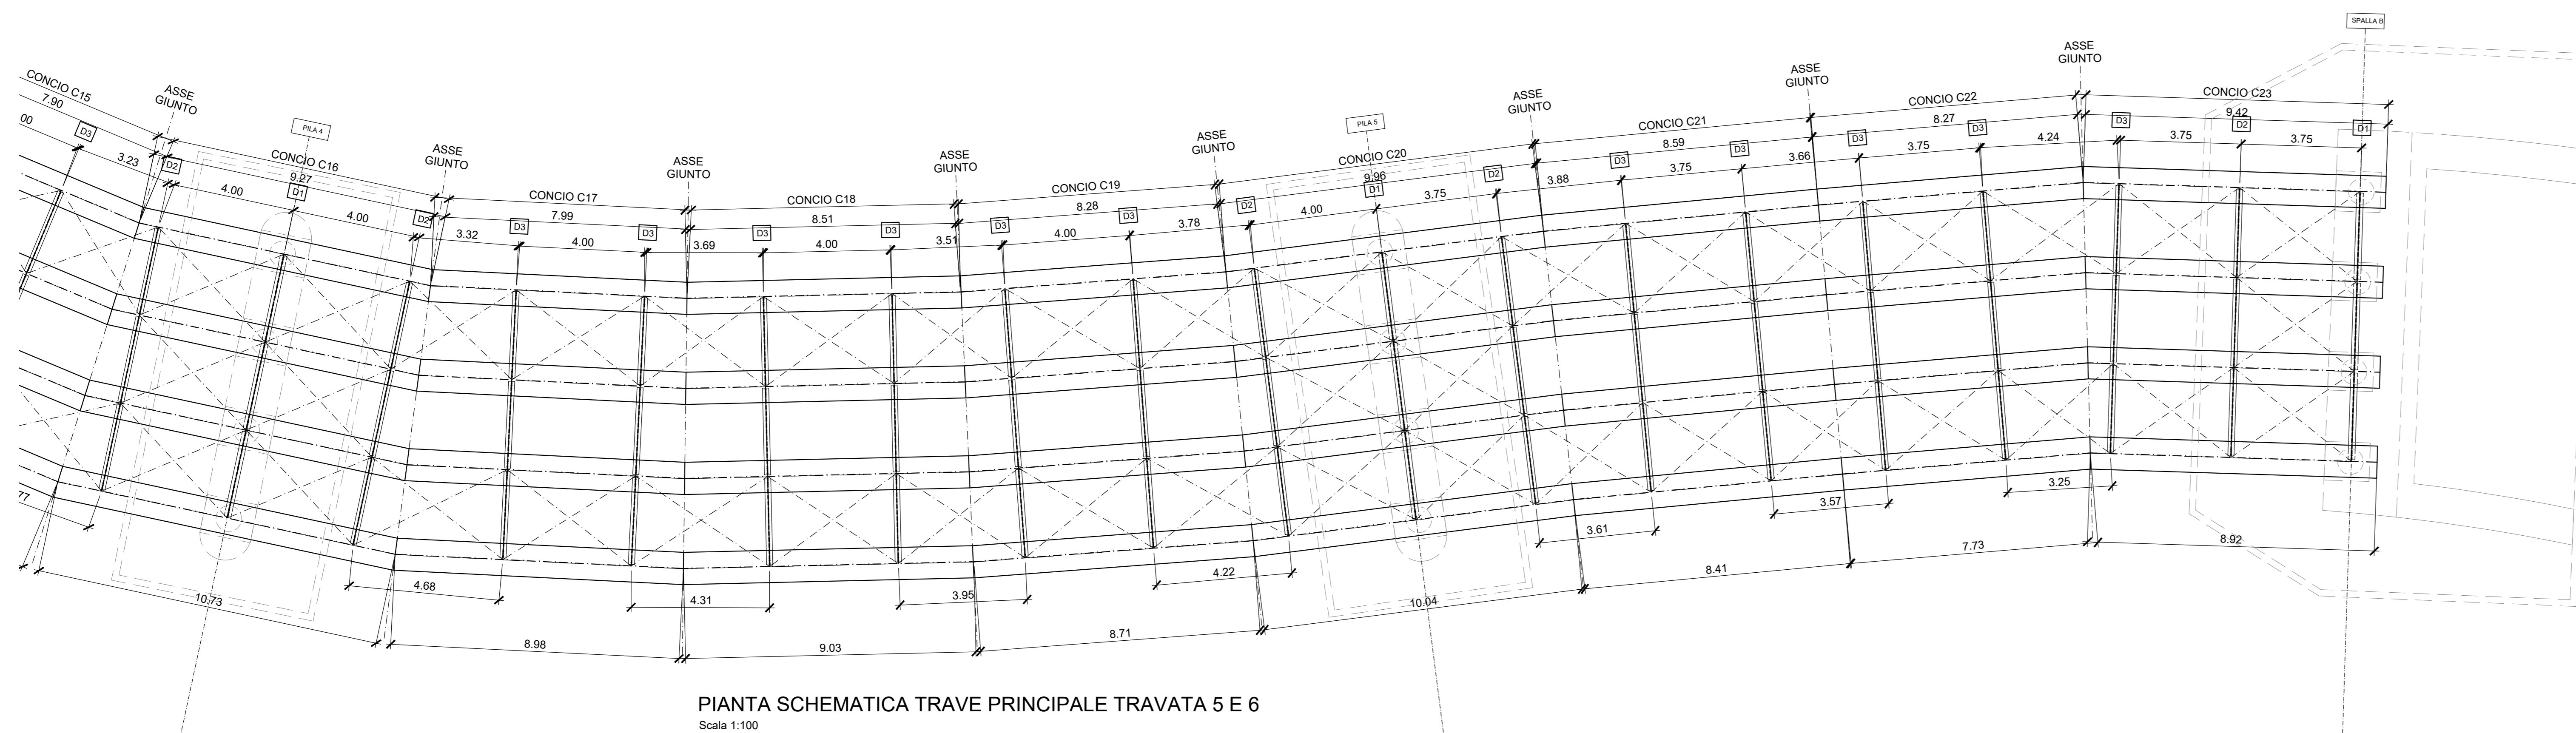 SPALLA B
ASSE
GIUNTO
ASSE
GIUNTO
ASSE
GIUNTO
ASSE
GIUNTO
ASSE
GIUNTO
ASSE
GIUNTO
ASSE
GIUNTO
ASSE
GIUNTO
PILA 4
PILA 5
CONCIO C15
CONCIO C16
CONCIO C17
CONCIO C18
CONCIO C19
CONCIO C20
CONCIO C21
CONCIO C22
CONCIO C23
7.90
9.27
7.99
8.51
8.28
9.96
8.59
8.27
9.42
D3
D2
D1
D2
D3
D3
D3
D3
D3
D3
D2
D1
D2
D3
D3
D3
D3
D3
D2
D1
00
3.23
4.00
4.00
3.32
4.00
3.69
4.00
3.51
4.00
3.78
4.00
3.75
3.88
3.75
3.66
3.75
4.24
3.75
3.75
77
4.68
4.31
3.95
4.22
3.61
3.57
3.25
10.73
8.98
9.03
8.71
10.04
8.41
7.73
8.92
PIANTA SCHEMATICA TRAVE PRINCIPALE TRAVATA 5 E 6
Scala 1:100